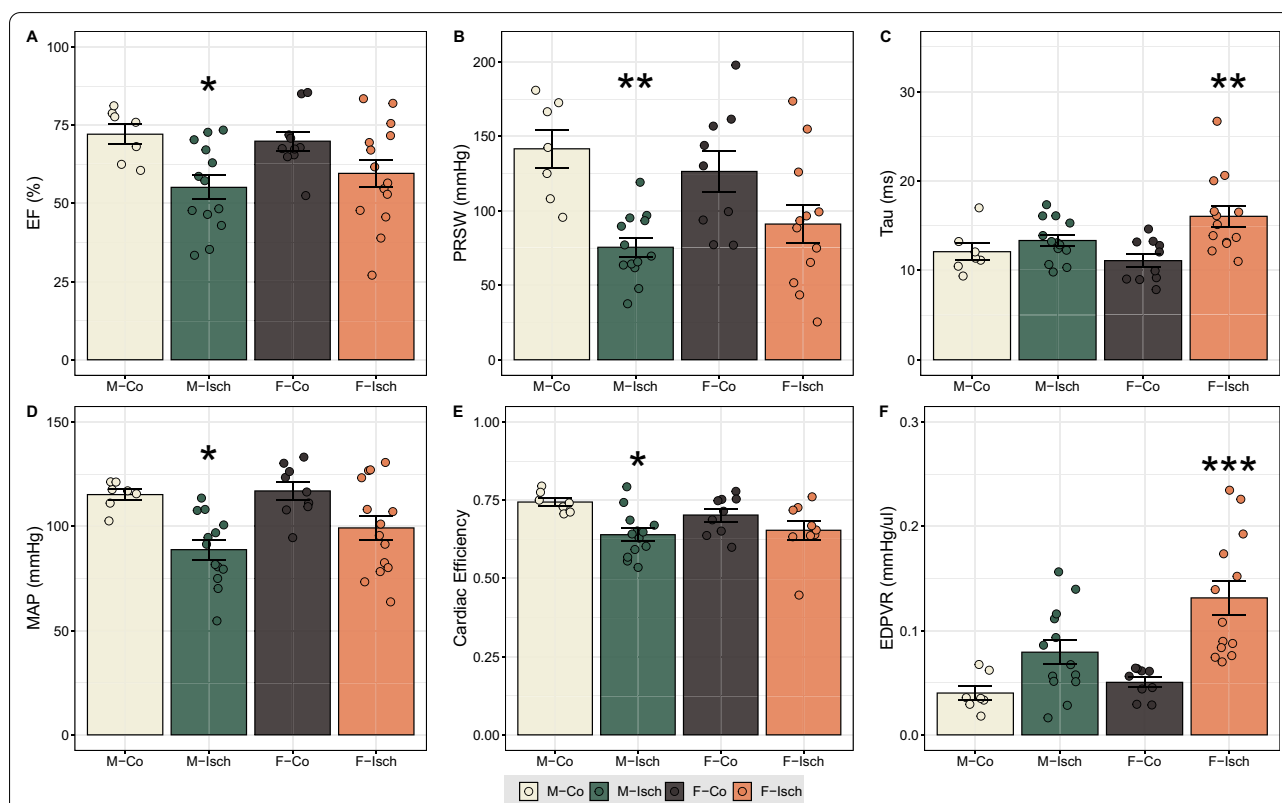 A
EF (%)
100
75
50
25
0
*
M−Co M−Isch F−Co F−Isch
B
PRSW (mmHg)
200
150
100
50
0
**
M−Co M−Isch F−Co F−Isch
C
Tau (ms)
30
20
10
0
**
M−Co M−Isch F−Co F−Isch
D
MAP (mmHg)
150
100
50
0
*
M−Co M−Isch F−Co F−Isch
E
Cardiac Efficiency
1.00
0.75
0.50
0.25
0.00
*
M−Co M−Isch F−Co F−Isch
F
EDPVR (mmHg/ul)
0.3
0.2
0.1
0.0
***
M−Co M−Isch F−Co F−Isch
M−Co M−Isch F−Co F−Isch